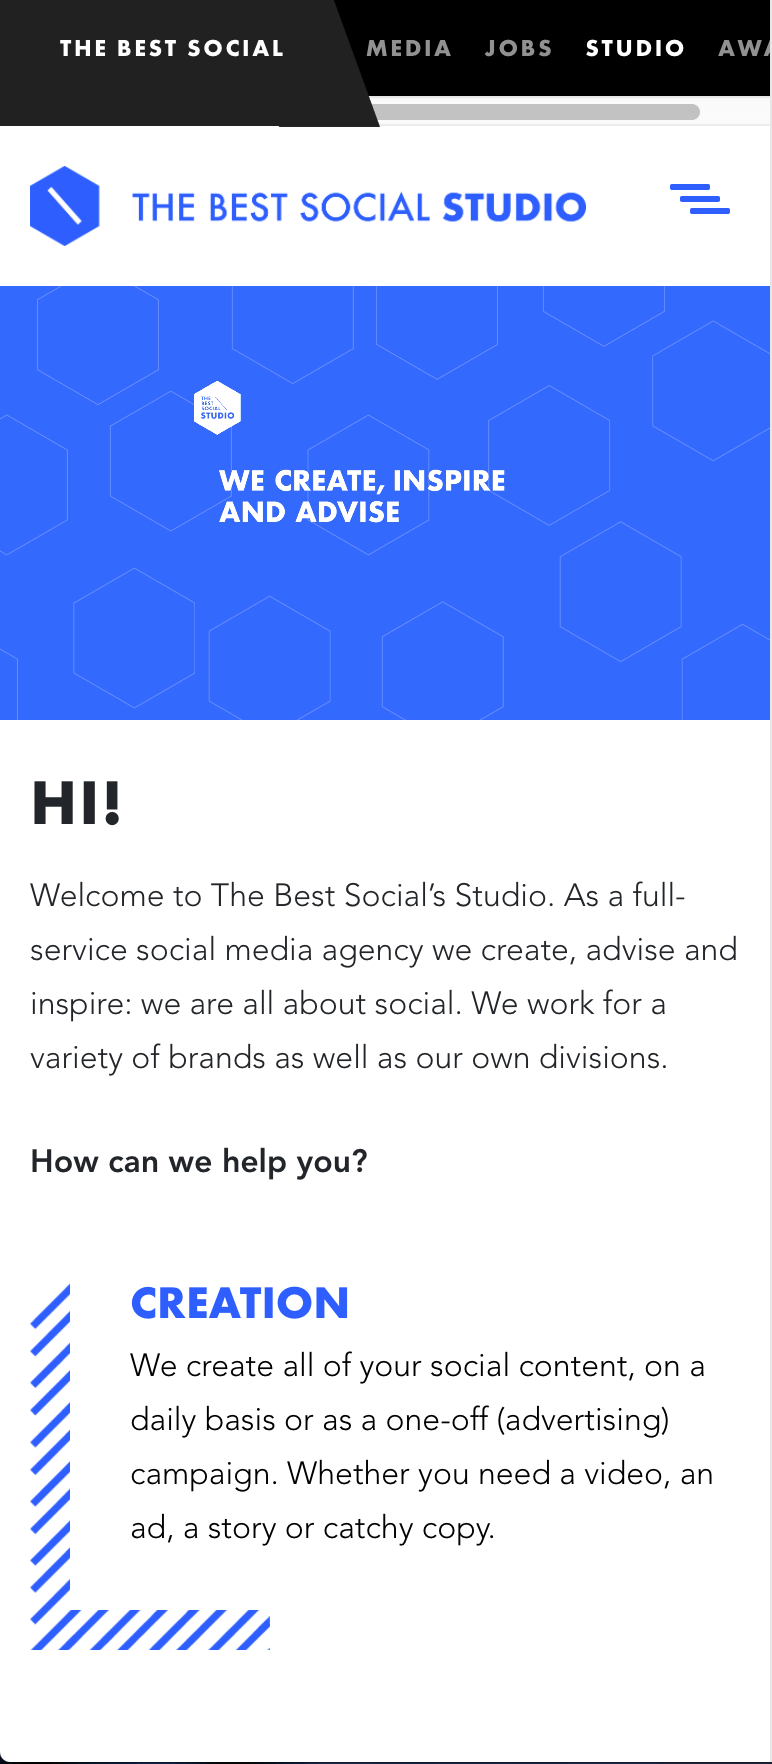 THE BEST SOCIAL MEDIA JOBS STUDIO AWA
THE BEST SOCIAL STUDIO
THE
BEST
SOCIAL
STUDIO
WE CREATE, INSPIRE
AND ADVISE
HI!
Welcome to The Best Social’s Studio. As a full-
service social media agency we create, advise and
inspire: we are all about social. We work for a
variety of brands as well as our own divisions.
How can we help you?
CREATION
We create all of your social content, on a
daily basis or as a one-off (advertising)
campaign. Whether you need a video, an
ad, a story or catchy copy.